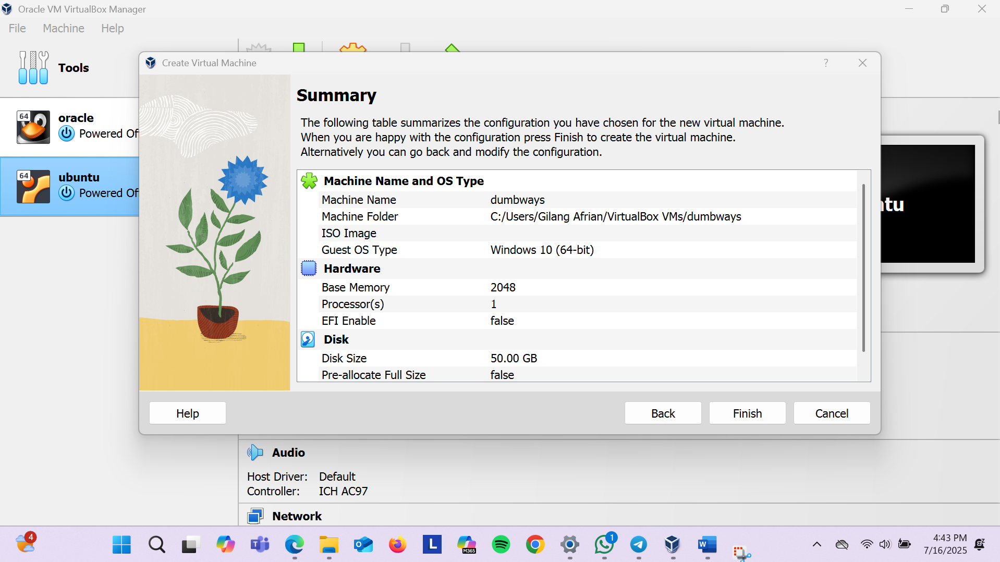 Oracle VM VirtualBox Manager
File Machine Help
Tools
Create Virtual Machine
?
64
oracle
Powered Of
64
ubuntu
Powered Of
Summary
The following table summarizes the configuration you have chosen for the new virtual machine.
When you are happy with the configuration press Finish to create the virtual machine.
Alternatively you can go back and modify the configuration.
Machine Name and OS Type
Machine Name dumbways
Machine Folder C:/Users/Gilang Afrian/VirtualBox VMs/dumbways
ISO Image
Guest OS Type Windows 10 (64-bit)
Hardware
Base Memory 2048
Processor(s) 1
EFI Enable false
Disk
Disk Size 50.00 GB
Pre-allocate Full Size false
ntu
Help Back Finish Cancel
Audio
Host Driver: Default
Controller: ICH AC97
Network
4
L
M365
1
W
4:43 PM
7/16/2025